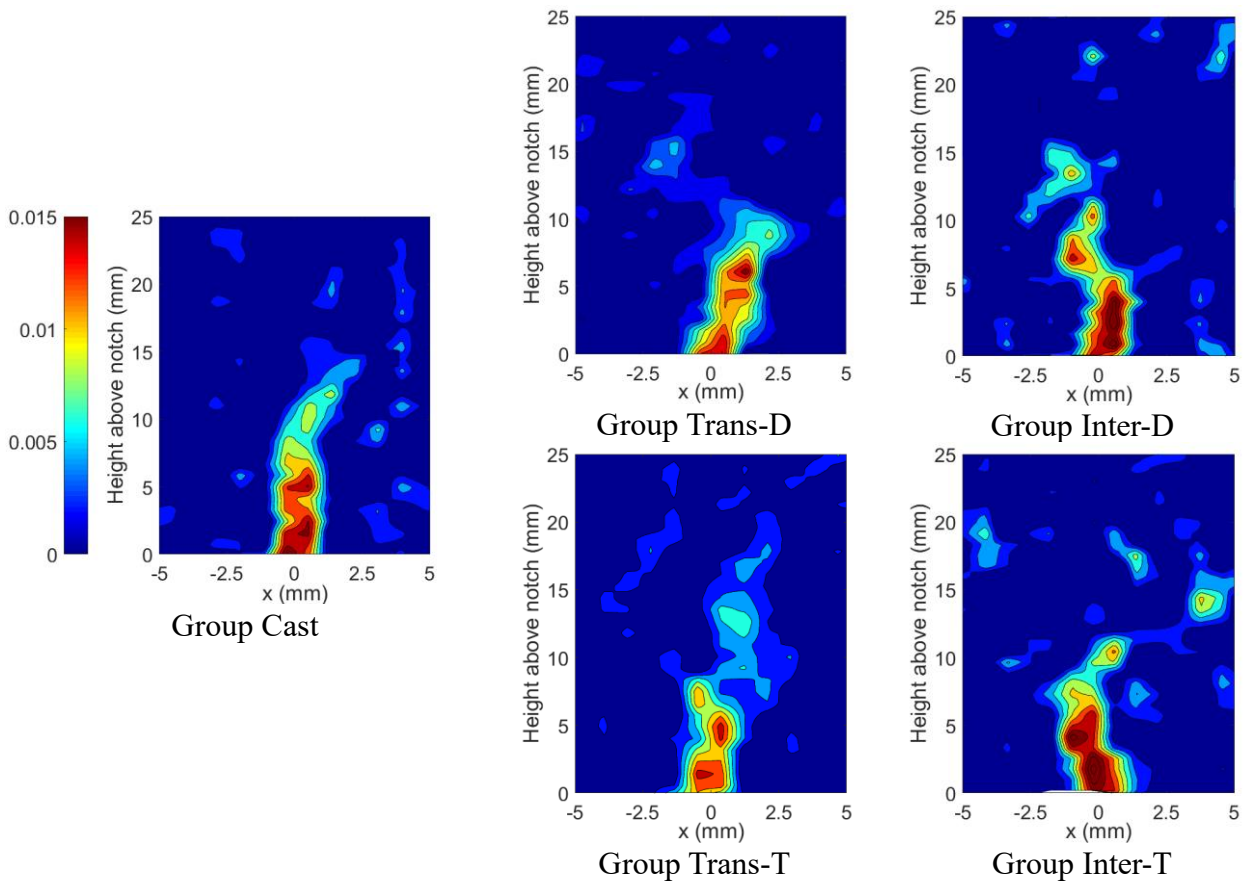 25
20
15
10
5
0
Height above notch (mm)
-5 -2.5 0 2.5 5
x (mm)
Group Trans-D
25
20
15
10
5
0
Height above notch (mm)
-5 -2.5 0 2.5 5
x (mm)
Group Inter-D
0.015
0.01
0.005
0
25
20
15
10
5
0
Height above notch (mm)
-5 -2.5 0 2.5 5
x (mm)
Group Cast
25
20
15
10
5
0
Height above notch (mm)
-5 -2.5 0 2.5 5
x (mm)
Group Trans-T
25
20
15
10
5
0
Height above notch (mm)
-5 -2.5 0 2.5 5
x (mm)
Group Inter-T